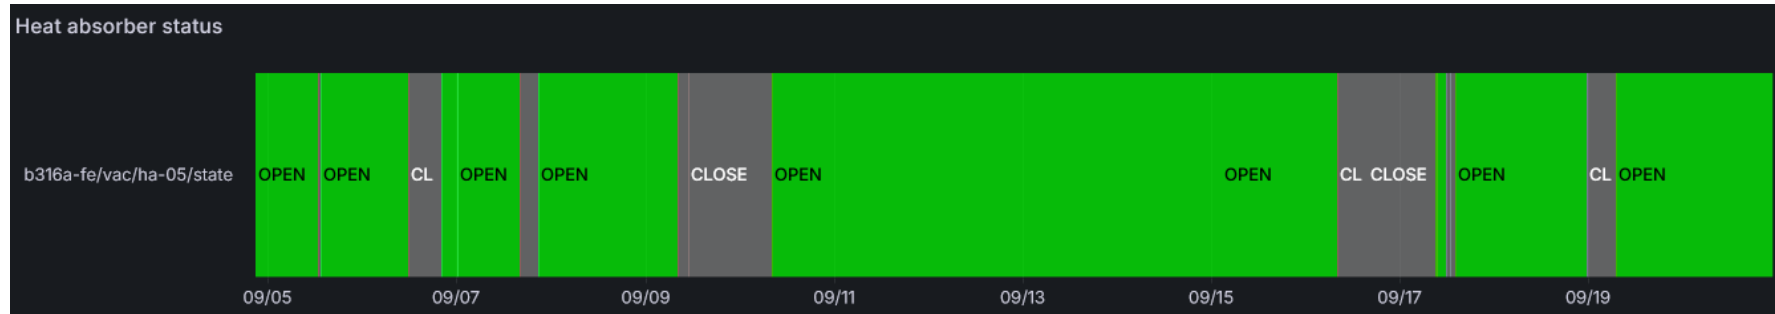 Heat absorber status
b316a-fe/vac/ha-05/state OPEN OPEN CL OPEN OPEN CLOSE OPEN OPEN CL CLOSE OPEN CL OPEN
09/05 09/07 09/09 09/11 09/13 09/15 09/17 09/19